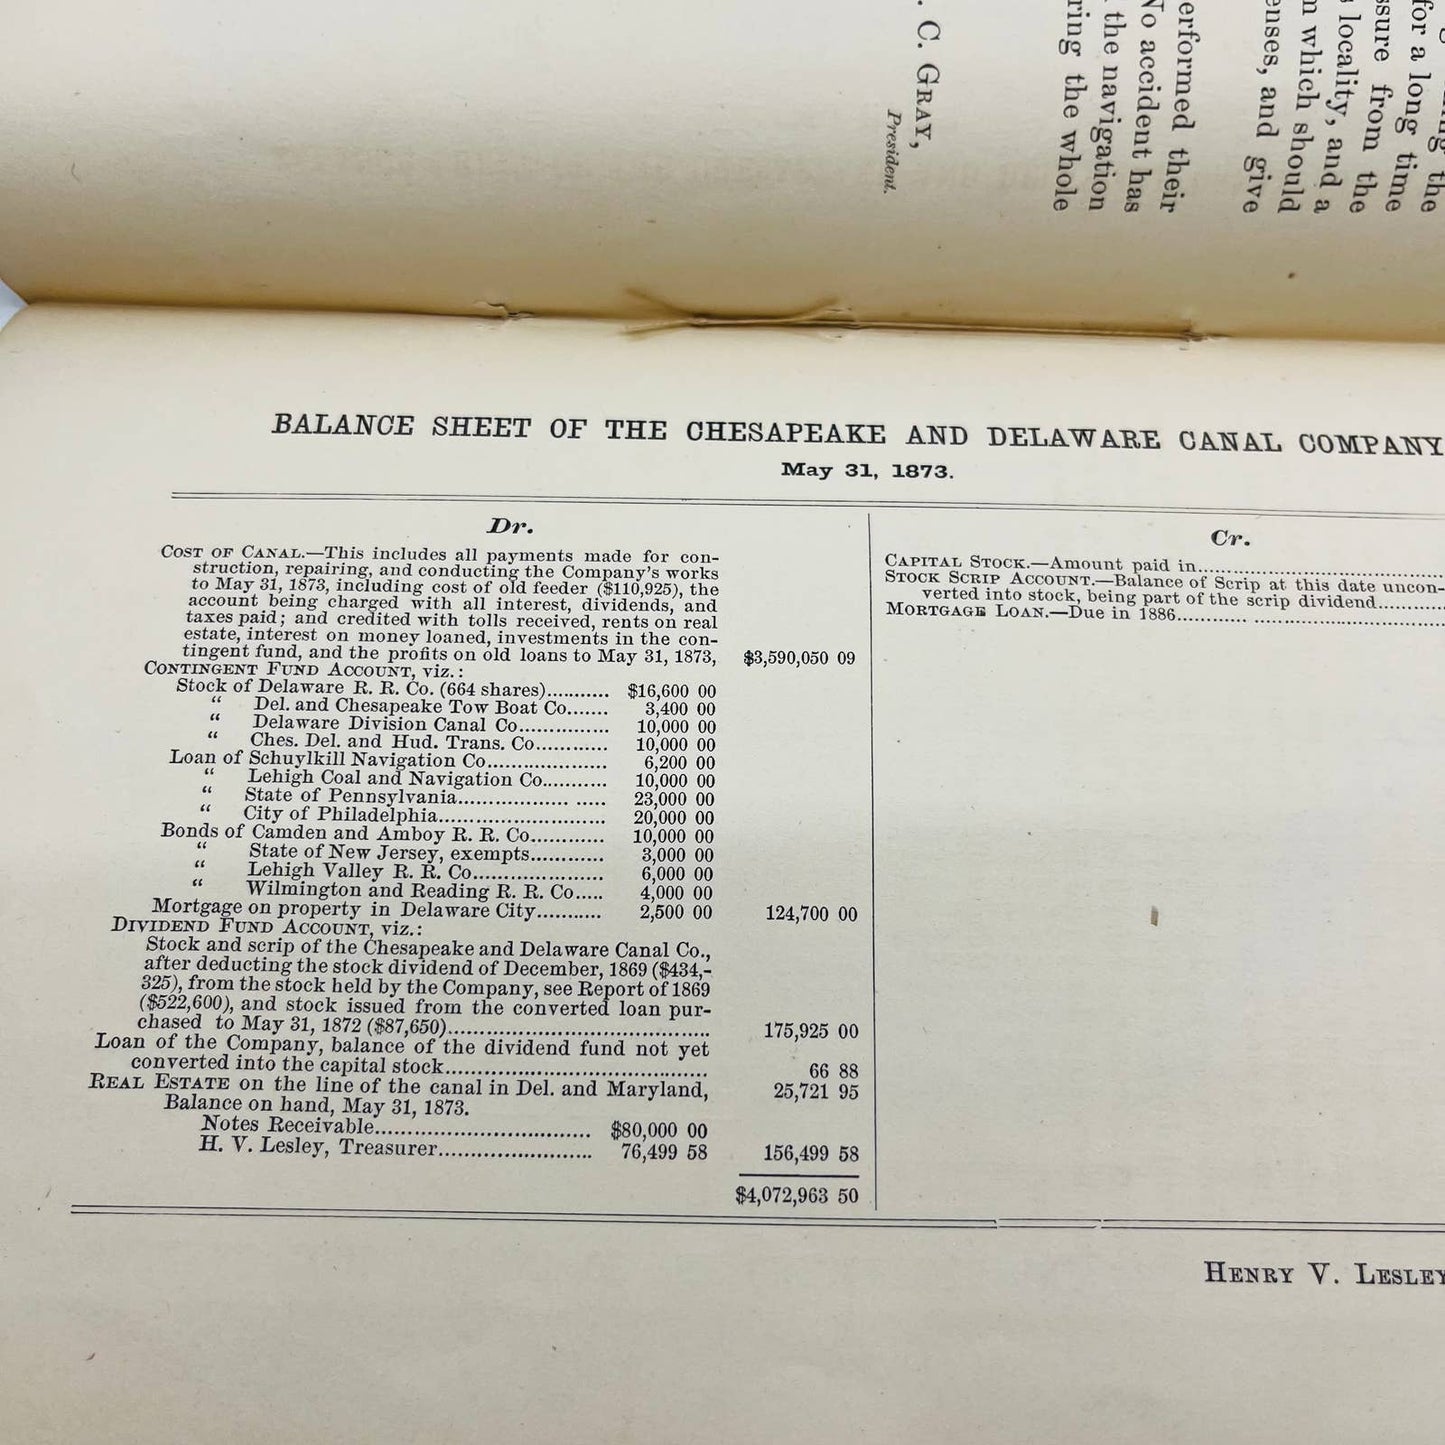 . C. GRAY,
President.
erformed their
No accident has
the navigation
ring the whole
the
for a long time
ssure from the
locality, and a
m which should
enses, and give
BALANCE SHEET OF THE CHESAPEAKE AND DELAWARE CANAL COMPANY
May 31, 1873.
Dr.
COST OF CANAL.—This includes all payments made for con-
struction, repairing, and conducting the Company's works
to May 31, 1873, including cost of old feeder ($110,925), the
account being charged with all interest, dividends, and
taxes paid; and credited with tolls received, rents on real
estate, interest on money loaned, investments in the con-
tingent fund, and the profits on old loans to May 31, 1873, $3,590,050 09
CONTINGENT FUND ACCOUNT, viz.:
Stock of Delaware R. R. Co. (664 shares)........... $16,600 00
“ Del. and Chesapeake Tow Boat Co....... 3,400 00
“ Delaware Division Canal Co................ 10,000 00
“ Ches. Del. and Hud. Trans. Co............ 10,000 00
Loan of Schuylkill Navigation Co.................... 6,200 00
“ Lehigh Coal and Navigation Co........... 10,000 00
“ State of Pennsylvania.................. ..... 23,000 00
“ City of Philadelphia........................... 20,000 00
Bonds of Camden and Amboy R. R. Co............ 10,000 00
“ State of New Jersey, exempts............ 3,000 00
“ Lehigh Valley R. R. Co...................... 6,000 00
“ Wilmington and Reading R. R. Co..... 4,000 00
Mortgage on property in Delaware City........... 2,500 00 124,700 00
DIVIDEND FUND ACCOUNT, viz.:
Stock and scrip of the Chesapeake and Delaware Canal Co.,
after deducting the stock dividend of December, 1869 ($434,-
325), from the stock held by the Company, see Report of 1869
($522,600), and stock issued from the converted loan pur-
chased to May 31, 1872 ($87,650)........................................ 175,925 00
Loan of the Company, balance of the dividend fund not yet
converted into the capital stock........................................ 66 88
REAL ESTATE on the line of the canal in Del. and Maryland, 25,721 95
Balance on hand, May 31, 1873.
Notes Receivable................................. $80,000 00
H. V. Lesley, Treasurer........................ 76,499 58 156,499 58
$4,072,963 50
Cr.
CAPITAL STOCK.—Amount paid in........................................
STOCK SCRIP ACCOUNT.—Balance of Scrip at this date uncon-
verted into stock, being part of the scrip dividend...........
MORTGAGE LOAN.—Due in 1886............ ................................
HENRY V. LESLEY